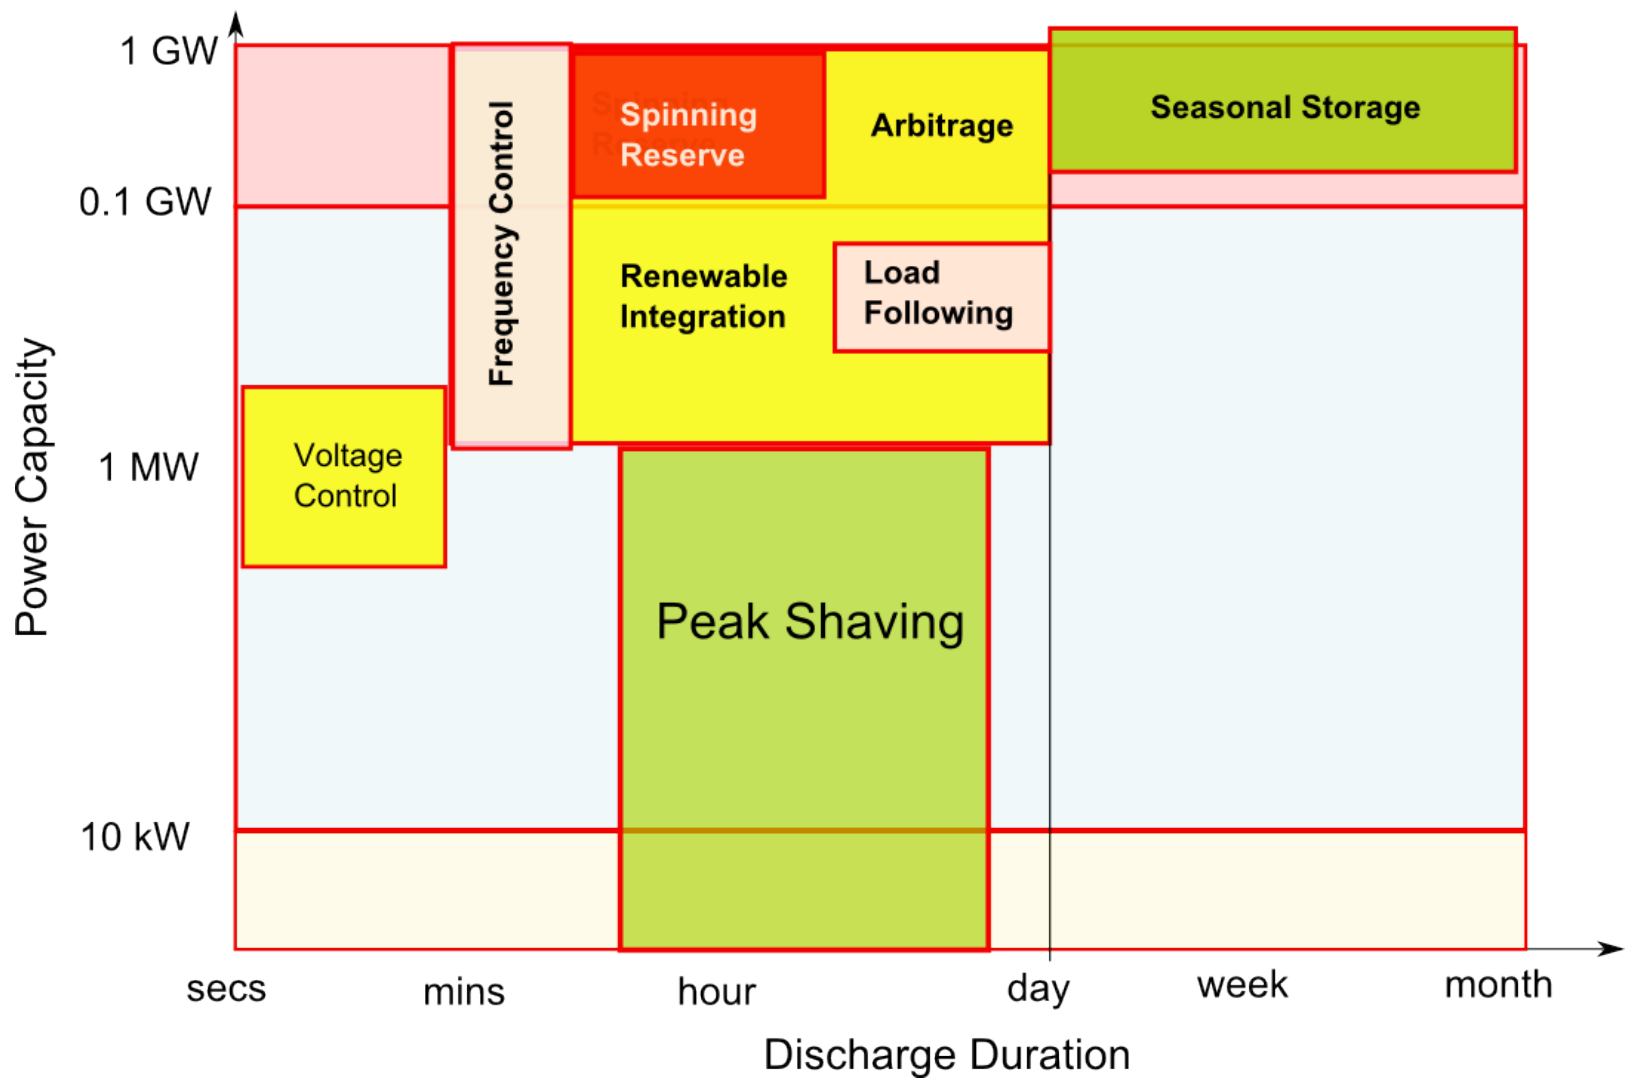 1 GW
0.1 GW
1 MW
10 kW
Power Capacity
Frequency Control
Spinning
Reserve
Arbitrage
Seasonal Storage
Renewable
Integration
Load
Following
Voltage
Control
Peak Shaving
secs
mins
hour
day
week
month
Discharge Duration